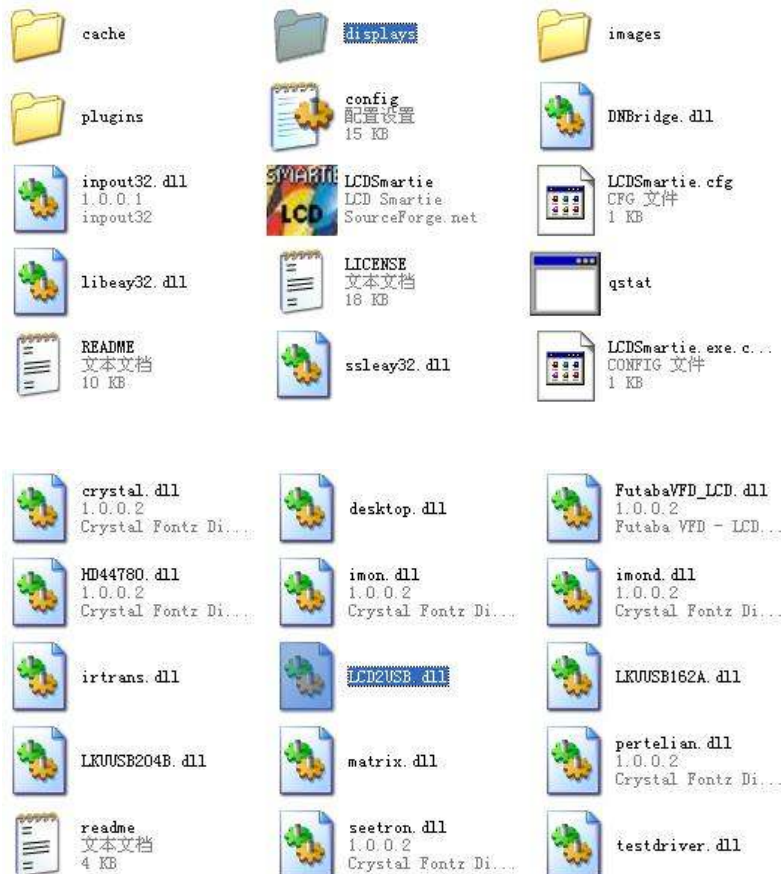 cache
displays
images
plugins
config
配置设置
15 KB
DNBridge.dll
inpout32.dll
1.0.0.1
inpout32
SMARTIE
LCD
LCDSmartie
LCD Smartie
SourceForge.net
LCDSmartie.cfg
CFG 文件
1 KB
libeay32.dll
LICENSE
文本文档
18 KB
qstat
README
文本文档
10 KB
ssleay32.dll
LCDSmartie.exe.c...
CONFIG 文件
1 KB
crystal.dll
1.0.0.2
Crystal Fontz Di...
desktop.dll
FutabaVFD_LCD.dll
1.0.0.2
Futaba VFD - LCD...
HD44780.dll
1.0.0.2
Crystal Fontz Di...
imon.dll
1.0.0.2
Crystal Fontz Di...
imond.dll
1.0.0.2
Crystal Fontz Di...
irtrans.dll
LCD2USB.dll
LKUUSB162A.dll
LKUUSB204B.dll
matrix.dll
pertelian.dll
1.0.0.2
Crystal Fontz Di...
readme
文本文档
4 KB
seetron.dll
1.0.0.2
Crystal Fontz Di...
testdriver.dll